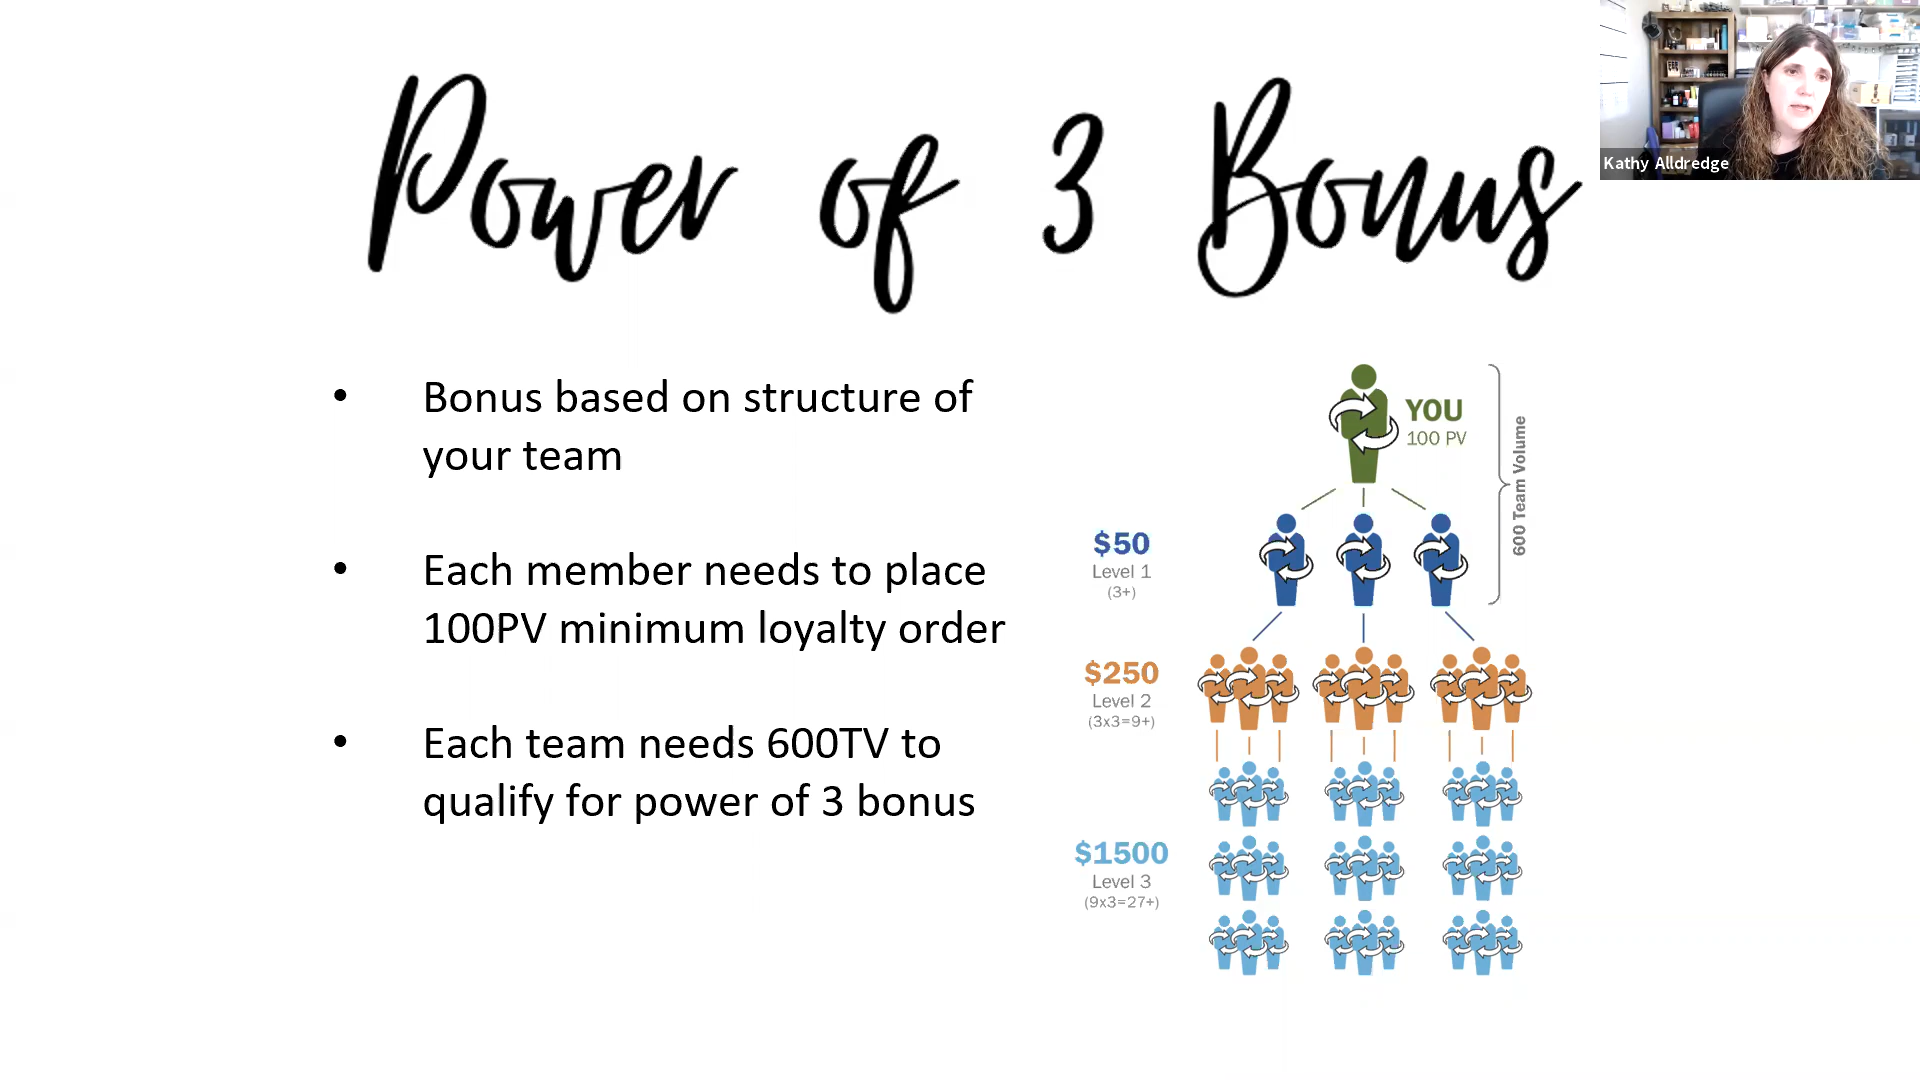 Power of 3 Bonus
Kathy Alldredge
• Bonus based on structure of
your team
• Each member needs to place
100PV minimum loyalty order
• Each team needs 600TV to
qualify for power of 3 bonus
YOU
100 PV
600 Team Volume
$50
Level 1
(3+)
$250
Level 2
(3x3=9+)
$1500
Level 3
(9x3=27+)